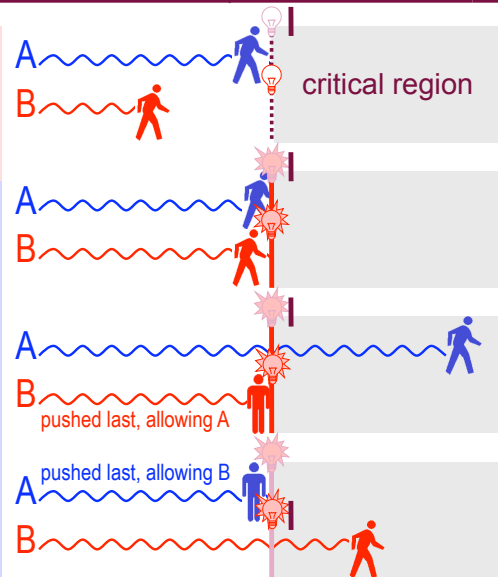 A
critical region
B
A
B
A
B
pushed last, allowing A
pushed last, allowing B
A
B